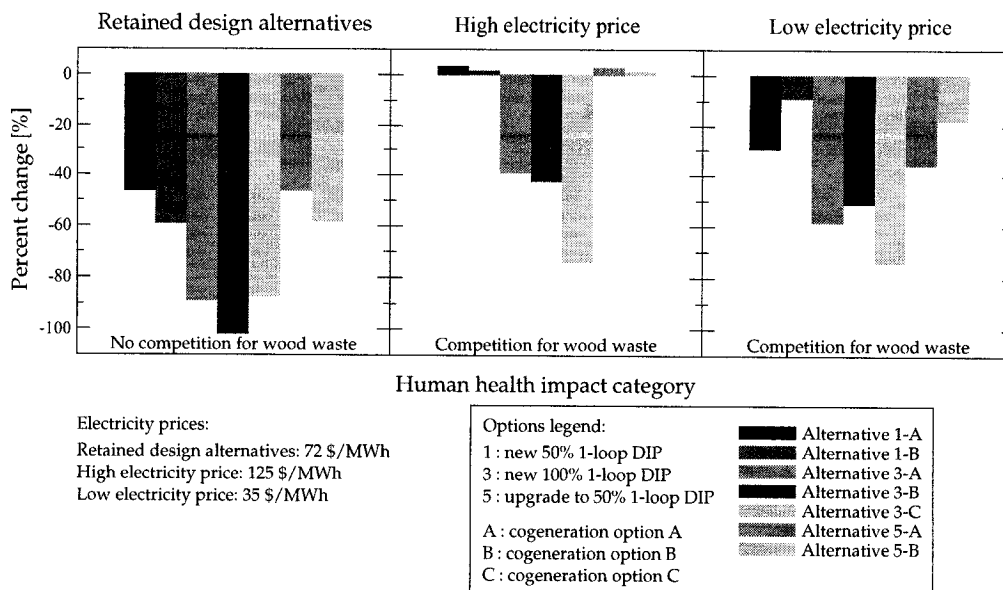 Retained design alternatives
High electricity price
Low electricity price
Percent change [%]
0
-20
-40
-60
-80
-100
No competition for wood waste
Competition for wood waste
Competition for wood waste
Human health impact category
Electricity prices:
Retained design alternatives: 72 $/MWh
High electricity price: 125 $/MWh
Low electricity price: 35 $/MWh
Options legend:
1 : new 50% 1-loop DIP
3 : new 100% 1-loop DIP
5 : upgrade to 50% 1-loop DIP
A : cogeneration option A
B : cogeneration option B
C : cogeneration option C
Alternative 1-A
Alternative 1-B
Alternative 3-A
Alternative 3-B
Alternative 3-C
Alternative 5-A
Alternative 5-B